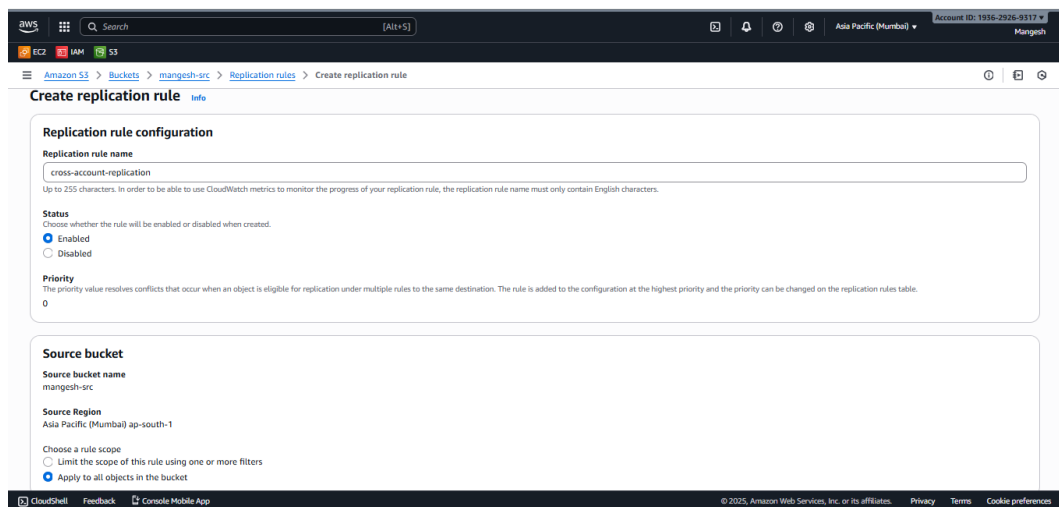 aws
Search [Alt+S]
Asia Pacific (Mumbai)
Account ID: 1936-2926-9317
Mangesh
EC2 IAM S3
Amazon S3 > Buckets > mangesh-src > Replication rules > Create replication rule
Create replication rule Info
Replication rule configuration
Replication rule name
cross-account-replication
Up to 255 characters. In order to be able to use CloudWatch metrics to monitor the progress of your replication rule, the replication rule name must only contain English characters.
Status
Choose whether the rule will be enabled or disabled when created.
Enabled
Disabled
Priority
The priority value resolves conflicts that occur when an object is eligible for replication under multiple rules to the same destination. The rule is added to the configuration at the highest priority and the priority can be changed on the replication rules table.
0
Source bucket
Source bucket name
mangesh-src
Source Region
Asia Pacific (Mumbai) ap-south-1
Choose a rule scope
Limit the scope of this rule using one or more filters
Apply to all objects in the bucket
CloudShell Feedback Console Mobile App © 2025, Amazon Web Services, Inc. or its affiliates. Privacy Terms Cookie preferences